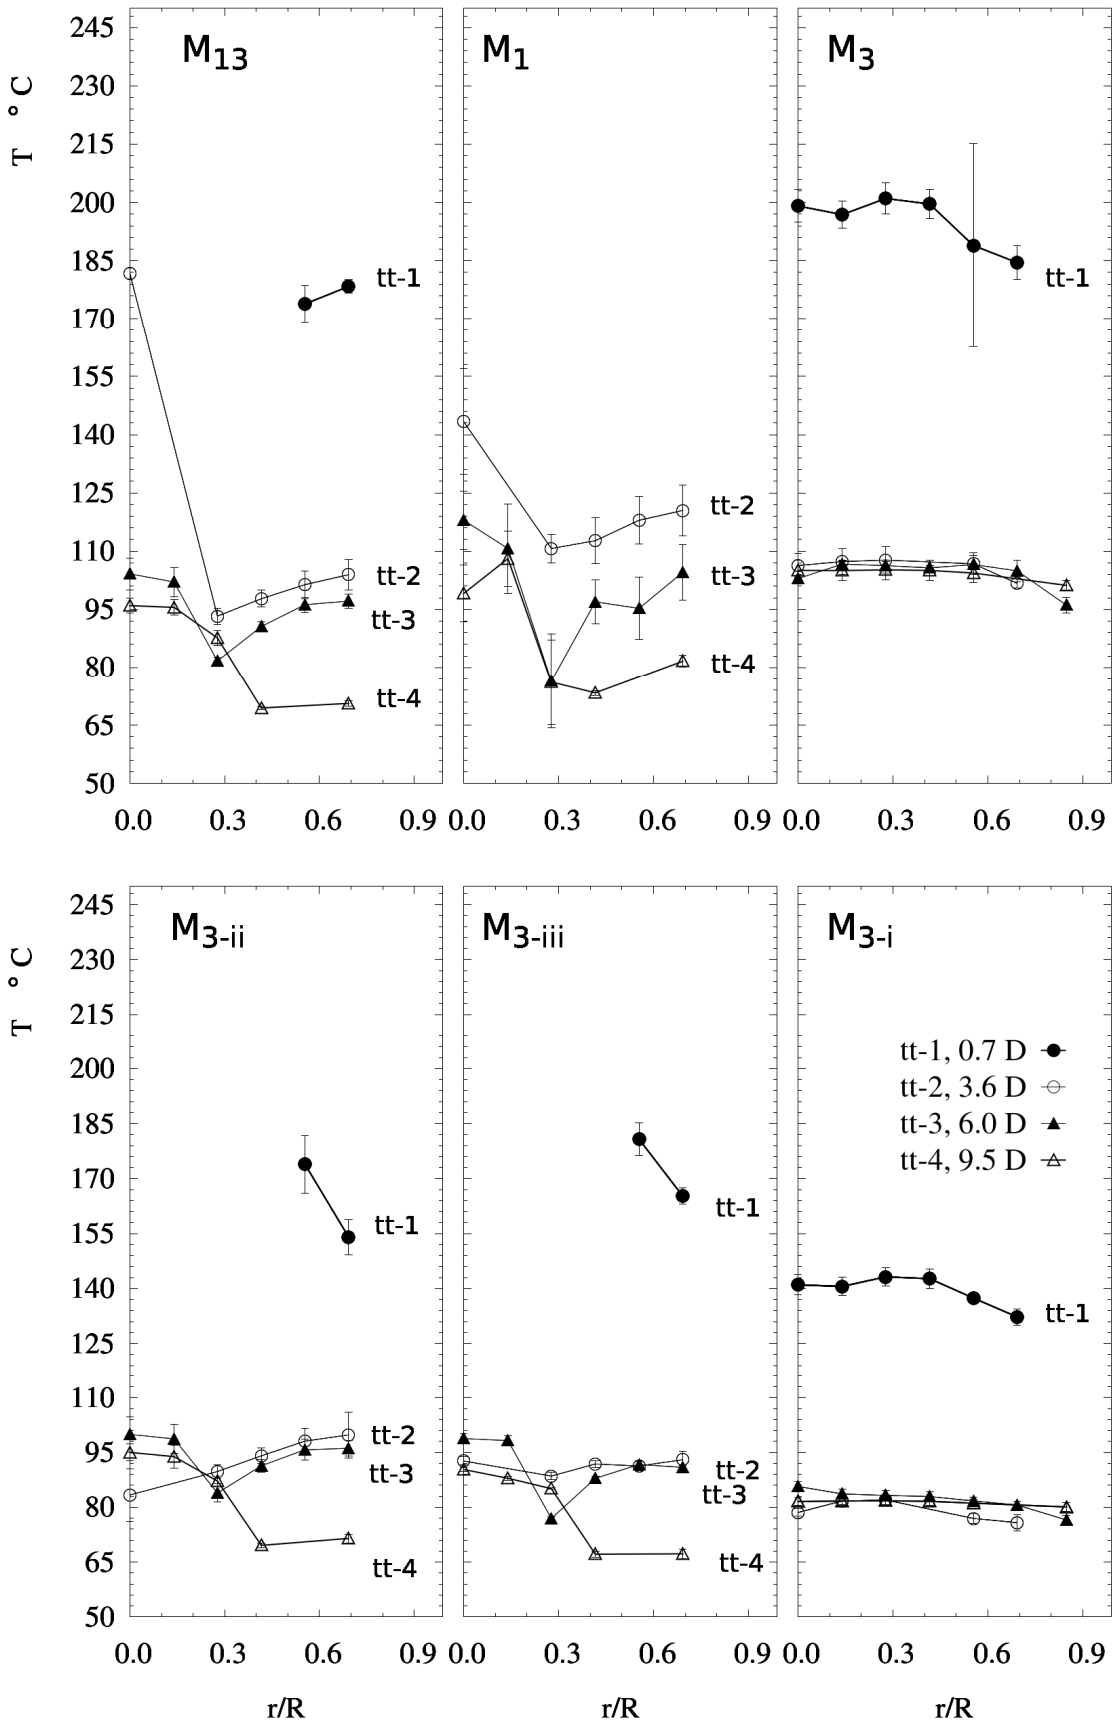 M13 M1 M3
T °C
245
230
215
200
185
170
155
140
125
110
95
80
65
50
tt-1
tt-2
tt-3
tt-4
tt-2
tt-3
tt-4
tt-1
0.0 0.3 0.6 0.9 0.0 0.3 0.6 0.9 0.0 0.3 0.6 0.9
M3-ii M3-iii M3-i
T °C
245
230
215
200
185
170
155
140
125
110
95
80
65
50
tt-1
tt-2
tt-3
tt-4
tt-1
tt-2
tt-3
tt-4
tt-1, 0.7 D
tt-2, 3.6 D
tt-3, 6.0 D
tt-4, 9.5 D
tt-1
0.0 0.3 0.6 0.9 0.0 0.3 0.6 0.9 0.0 0.3 0.6 0.9
r/R r/R r/R